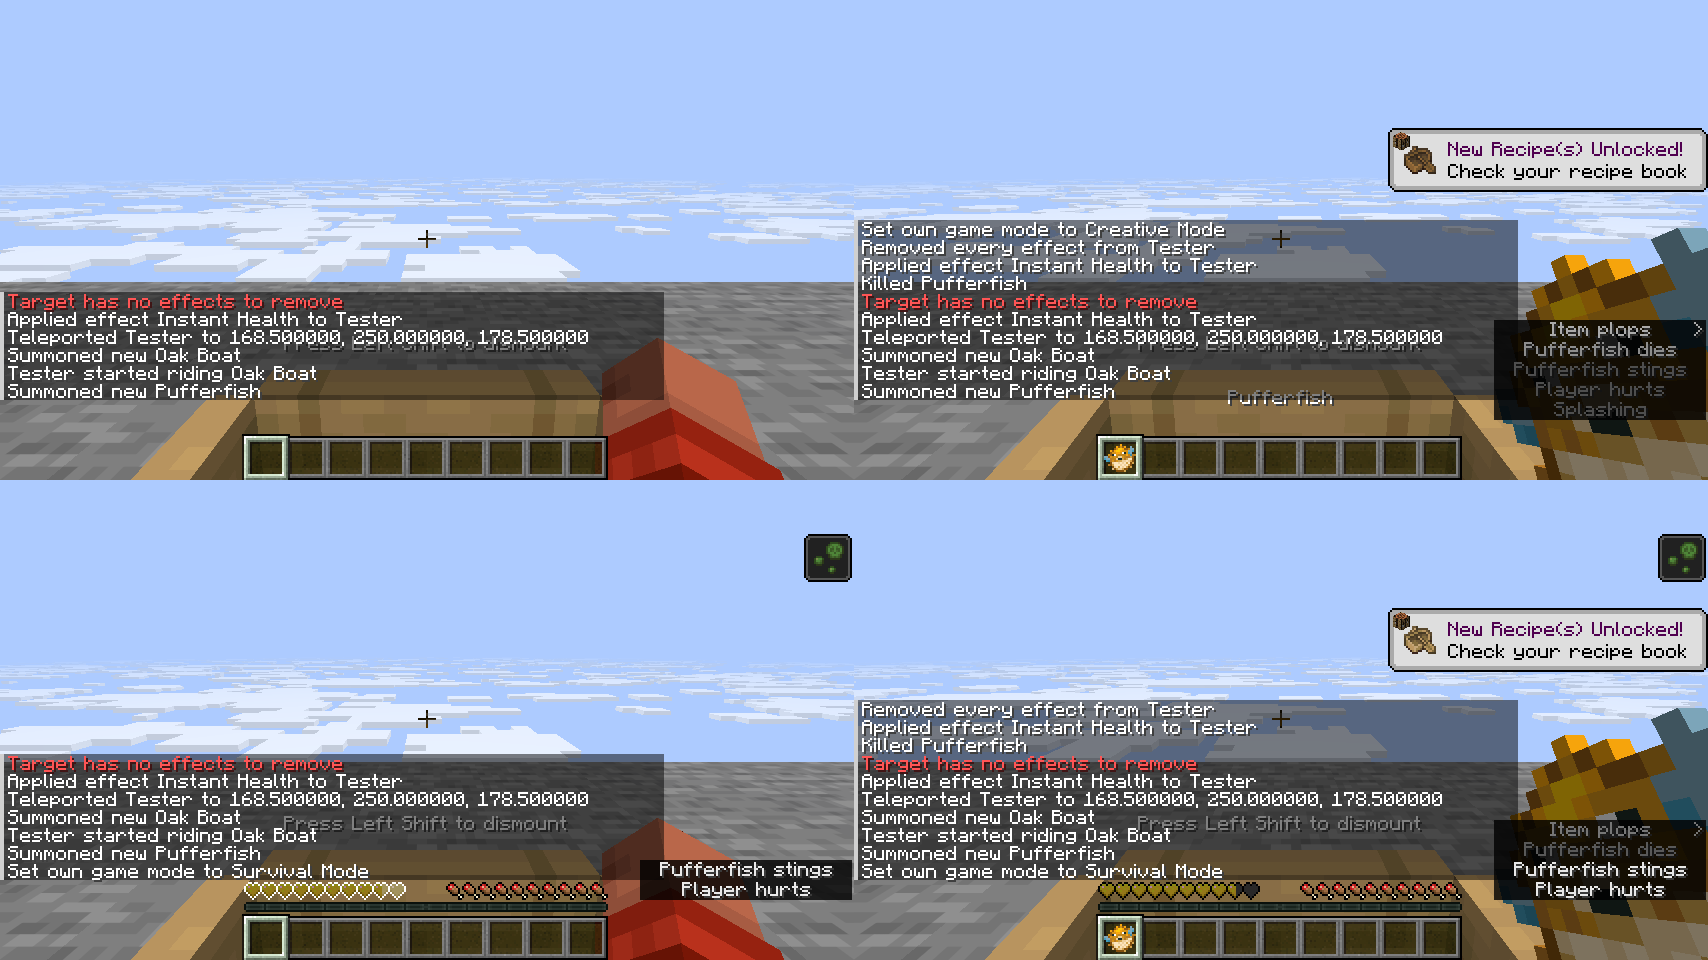 Target has no effects to remove
Applied effect Instant Health to Tester
Teleported Tester to 168.500000, 250.000000, 178.500000
Press Left Shift to dismount
Summoned new Oak Boat
Tester started riding Oak Boat
Summoned new Pufferfish
New Recipe(s) Unlocked!
Check your recipe book
Set own game mode to Creative Mode
Removed every effect from Tester
Applied effect Instant Health to Tester
Killed Pufferfish
Target has no effects to remove
Applied effect Instant Health to Tester
Teleported Tester to 168.500000, 250.000000, 178.500000
Press Left Shift to dismount
Summoned new Oak Boat
Tester started riding Oak Boat
Summoned new Pufferfish
Pufferfish
Item plops >
Pufferfish dies
Pufferfish stings
Player hurts
Splashing
Target has no effects to remove
Applied effect Instant Health to Tester
Teleported Tester to 168.500000, 250.000000, 178.500000
Summoned new Oak Boat
Press Left Shift to dismount
Tester started riding Oak Boat
Summoned new Pufferfish
Set own game mode to Survival Mode
Pufferfish stings
Player hurts
New Recipe(s) Unlocked!
Check your recipe book
Removed every effect from Tester
Applied effect Instant Health to Tester
Killed Pufferfish
Target has no effects to remove
Applied effect Instant Health to Tester
Teleported Tester to 168.500000, 250.000000, 178.500000
Summoned new Oak Boat
Press Left Shift to dismount
Tester started riding Oak Boat
Summoned new Pufferfish
Set own game mode to Survival Mode
Item plops >
Pufferfish dies
Pufferfish stings
Player hurts